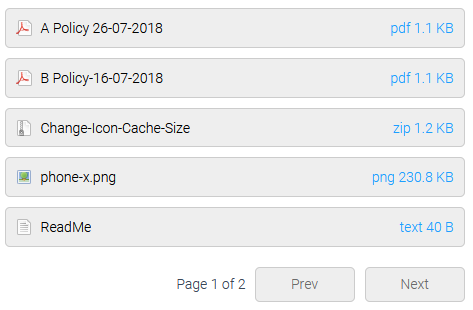 A Policy 26-07-2018 pdf 1.1 KB
B Policy-16-07-2018 pdf 1.1 KB
Change-Icon-Cache-Size zip 1.2 KB
phone-x.png png 230.8 KB
ReadMe text 40 B
Page 1 of 2 Prev Next